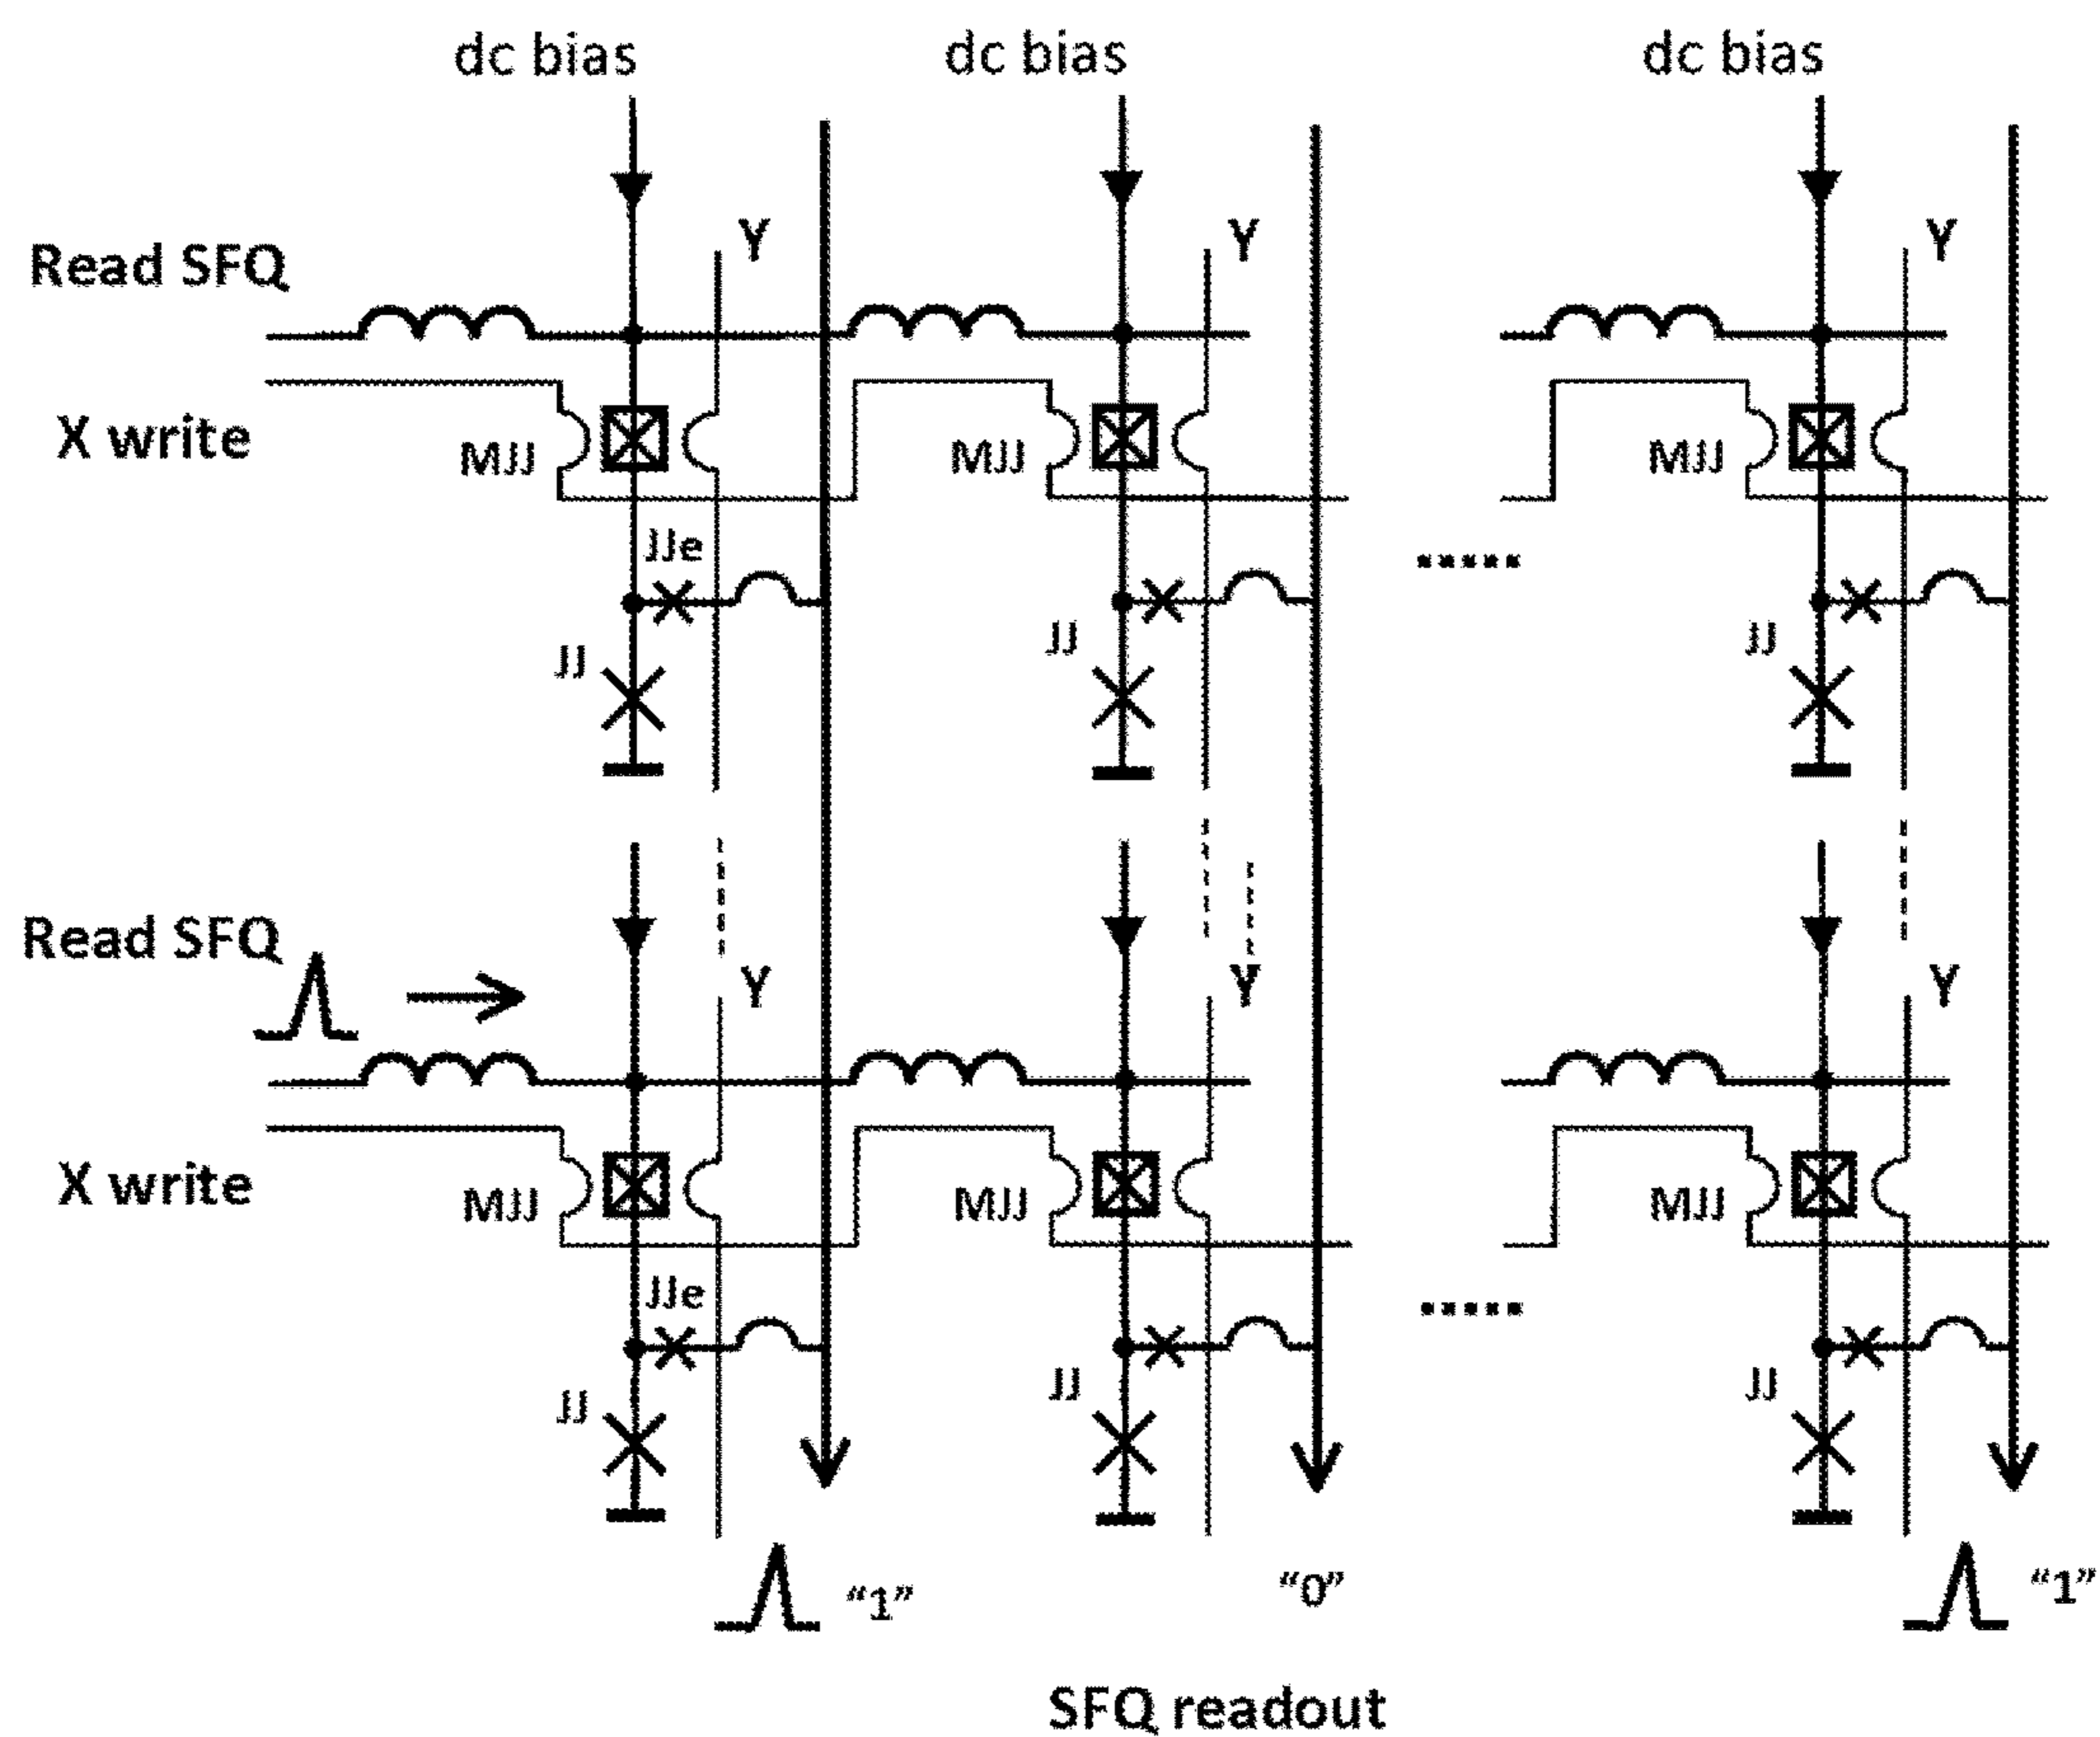 dc bias dc bias dc bias
Y Y Y
Read SFQ
X write MJJ MJJ MJJ
JJe
JJ JJ JJ
Read SFQ
Y Y Y
X write MJJ MJJ MJJ
JJe
JJ JJ JJ
“1” “0” “1”
SFQ readout